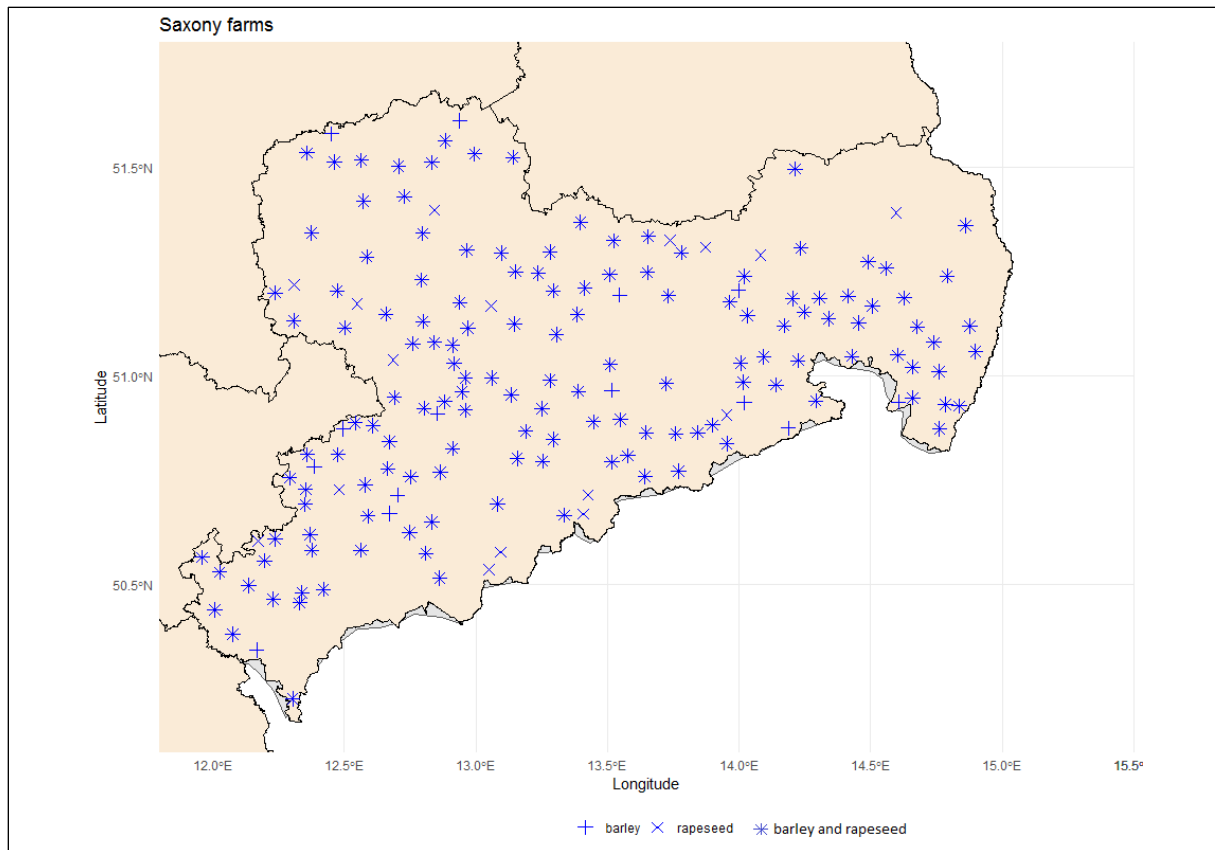 Saxony farms
51.5°N
51.0°N
50.5°N
Latitude
12.0°E 12.5°E 13.0°E 13.5°E 14.0°E 14.5°E 15.0°E 15.5°
Longitude
barley rapeseed barley and rapeseed